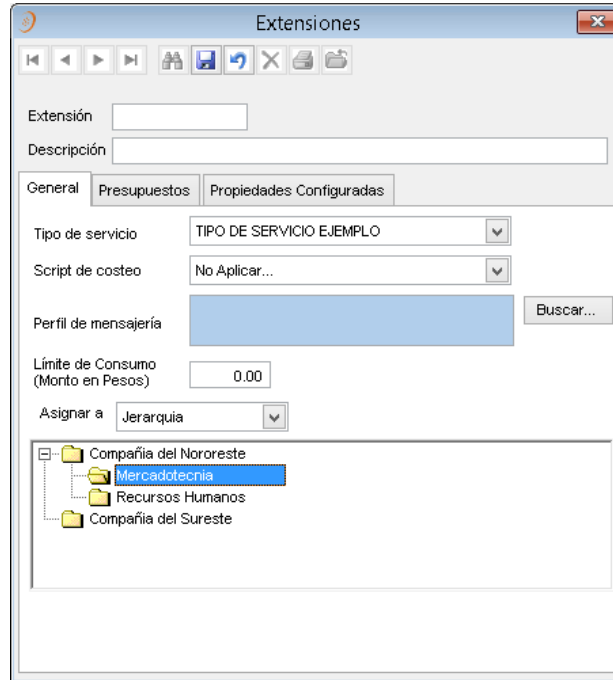 Extensiones
Extensión
Descripción
General Presupuestos Propiedades Configuradas
Tipo de servicio TIPO DE SERVICIO EJEMPLO
Script de costeo No Aplicar...
Perfil de mensajería Buscar...
Límite de Consumo
(Monto en Pesos) 0.00
Asignar a Jerarquia
Compañia del Nororeste
Mercadotecnia
Recursos Humanos
Compañia del Sureste